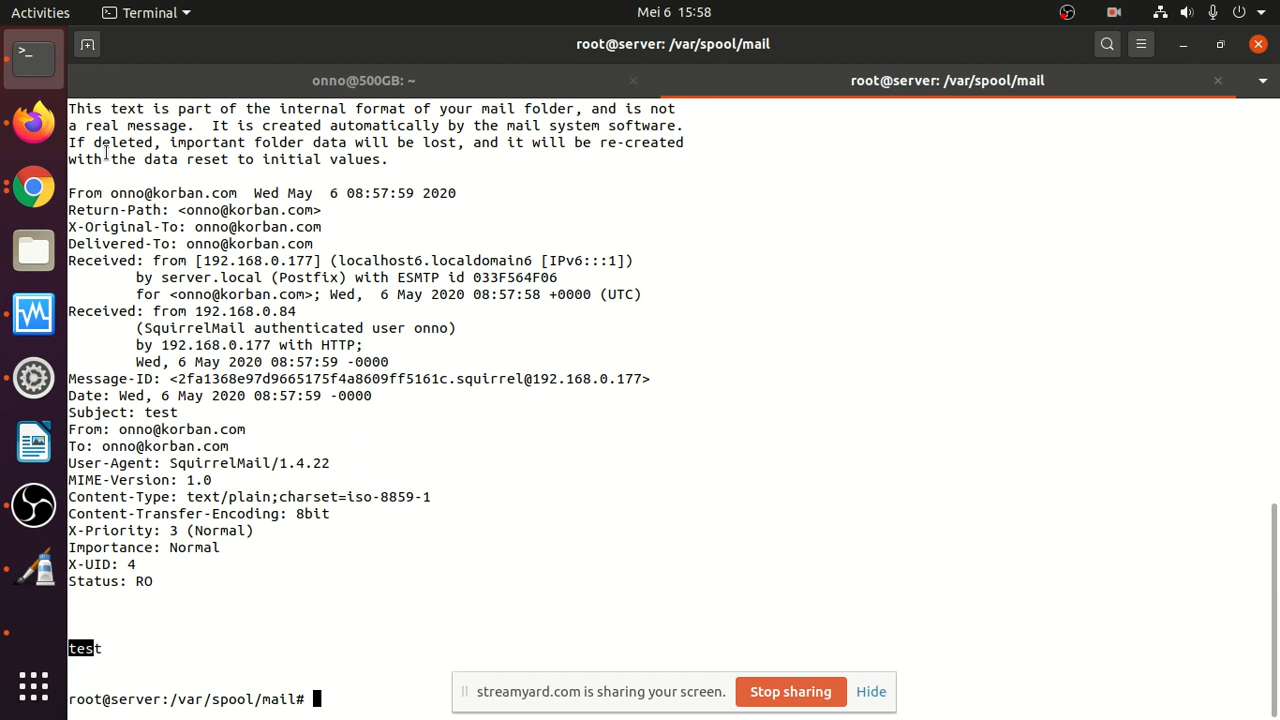 Activities
Terminal
Mei 6 15:58
root@server: /var/spool/mail
onno@500GB: ~
root@server: /var/spool/mail
This text is part of the internal format of your mail folder, and is not
a real message.  It is created automatically by the mail system software.
If deleted, important folder data will be lost, and it will be re-created
with the data reset to initial values.
From onno@korban.com  Wed May  6 08:57:59 2020
Return-Path: <onno@korban.com>
X-Original-To: onno@korban.com
Delivered-To: onno@korban.com
Received: from [192.168.0.177] (localhost6.localdomain6 [IPv6:::1])
by server.local (Postfix) with ESMTP id 033F564F06
for <onno@korban.com>; Wed,  6 May 2020 08:57:58 +0000 (UTC)
Received: from 192.168.0.84
(SquirrelMail authenticated user onno)
by 192.168.0.177 with HTTP;
Wed, 6 May 2020 08:57:59 -0000
Message-ID: <2fa1368e97d9665175f4a8609ff5161c.squirrel@192.168.0.177>
Date: Wed, 6 May 2020 08:57:59 -0000
Subject: test
From: onno@korban.com
To: onno@korban.com
User-Agent: SquirrelMail/1.4.22
MIME-Version: 1.0
Content-Type: text/plain;charset=iso-8859-1
Content-Transfer-Encoding: 8bit
X-Priority: 3 (Normal)
Importance: Normal
X-UID: 4
Status: RO
test
streamyard.com is sharing your screen.
Stop sharing
Hide
root@server:/var/spool/mail#